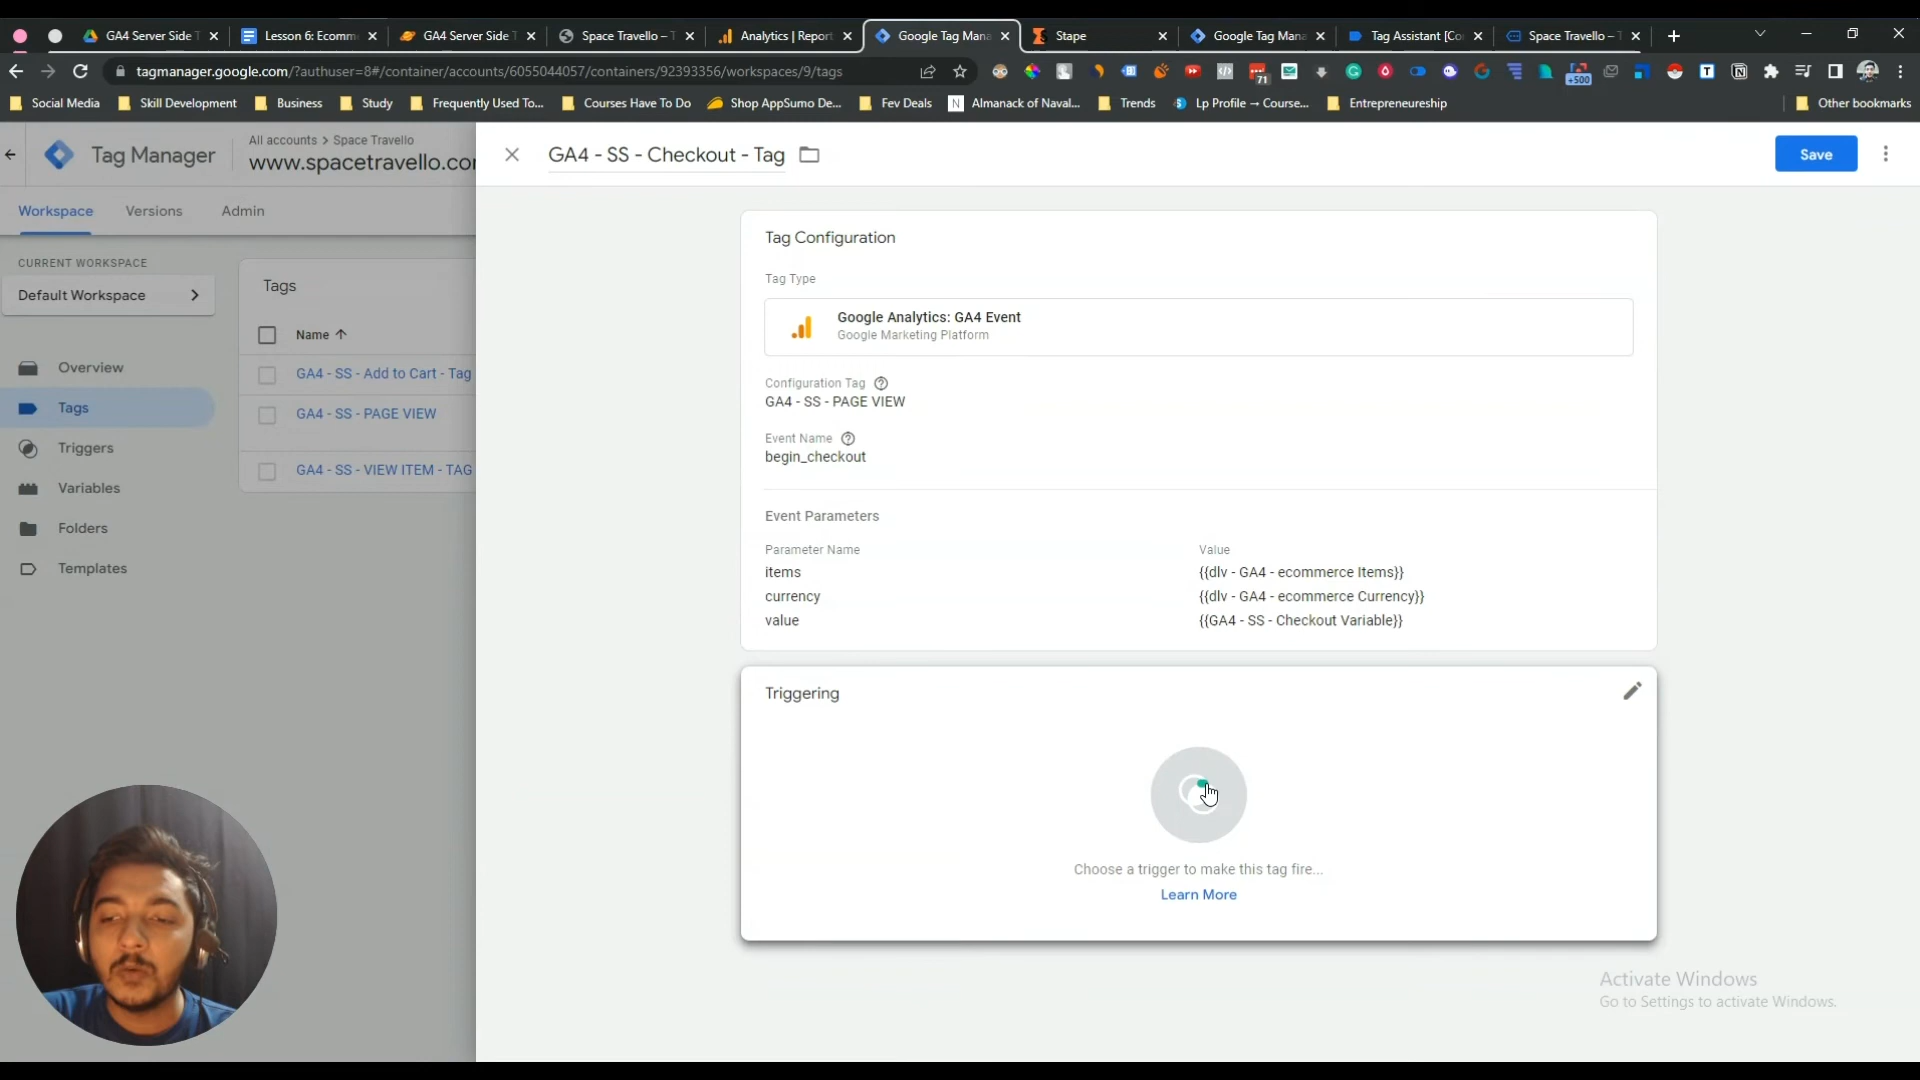 GA4 Server Side T
Lesson 6: Ecomm
GA4 Server Side T
Space Travello – T
Analytics | Report
Google Tag Mana
Stape
Google Tag Mana
Tag Assistant [Co
Space Travello – T
tagmanager.google.com/?authuser=8#/container/accounts/6055044057/containers/92393356/workspaces/9/tags
71
+500
Social Media
Skill Development
Business
Study
Frequently Used To...
Courses Have To Do
Shop AppSumo De...
Fev Deals
Almanack of Naval...
Trends
Lp Profile → Course...
Entrepreneurship
Other bookmarks
Tag Manager
All accounts > Space Travello
www.spacetravello.com
GA4 - SS - Checkout - Tag
Save
Workspace
Versions
Admin
CURRENT WORKSPACE
Default Workspace
Overview
Tags
Triggers
Variables
Folders
Templates
Tags
Name
GA4 - SS - Add to Cart - Tag
GA4 - SS - PAGE VIEW
GA4 - SS - VIEW ITEM - TAG
Tag Configuration
Tag Type
Google Analytics: GA4 Event
Google Marketing Platform
Configuration Tag
GA4 - SS - PAGE VIEW
Event Name
begin_checkout
Event Parameters
Parameter Name Value
items {{dlv - GA4 - ecommerce Items}}
currency {{dlv - GA4 - ecommerce Currency}}
value {{GA4 - SS - Checkout Variable}}
Triggering
Choose a trigger to make this tag fire...
Learn More
Activate Windows
Go to Settings to activate Windows.